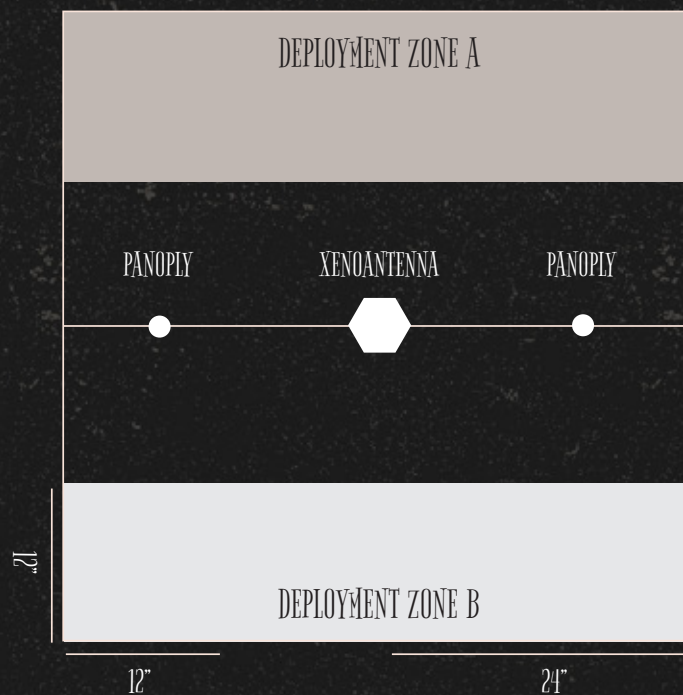 DEPLOYMENT ZONE A
PANOPLY
XENOANTENNA
PANOPLY
12"
DEPLOYMENT ZONE B
12"
24"